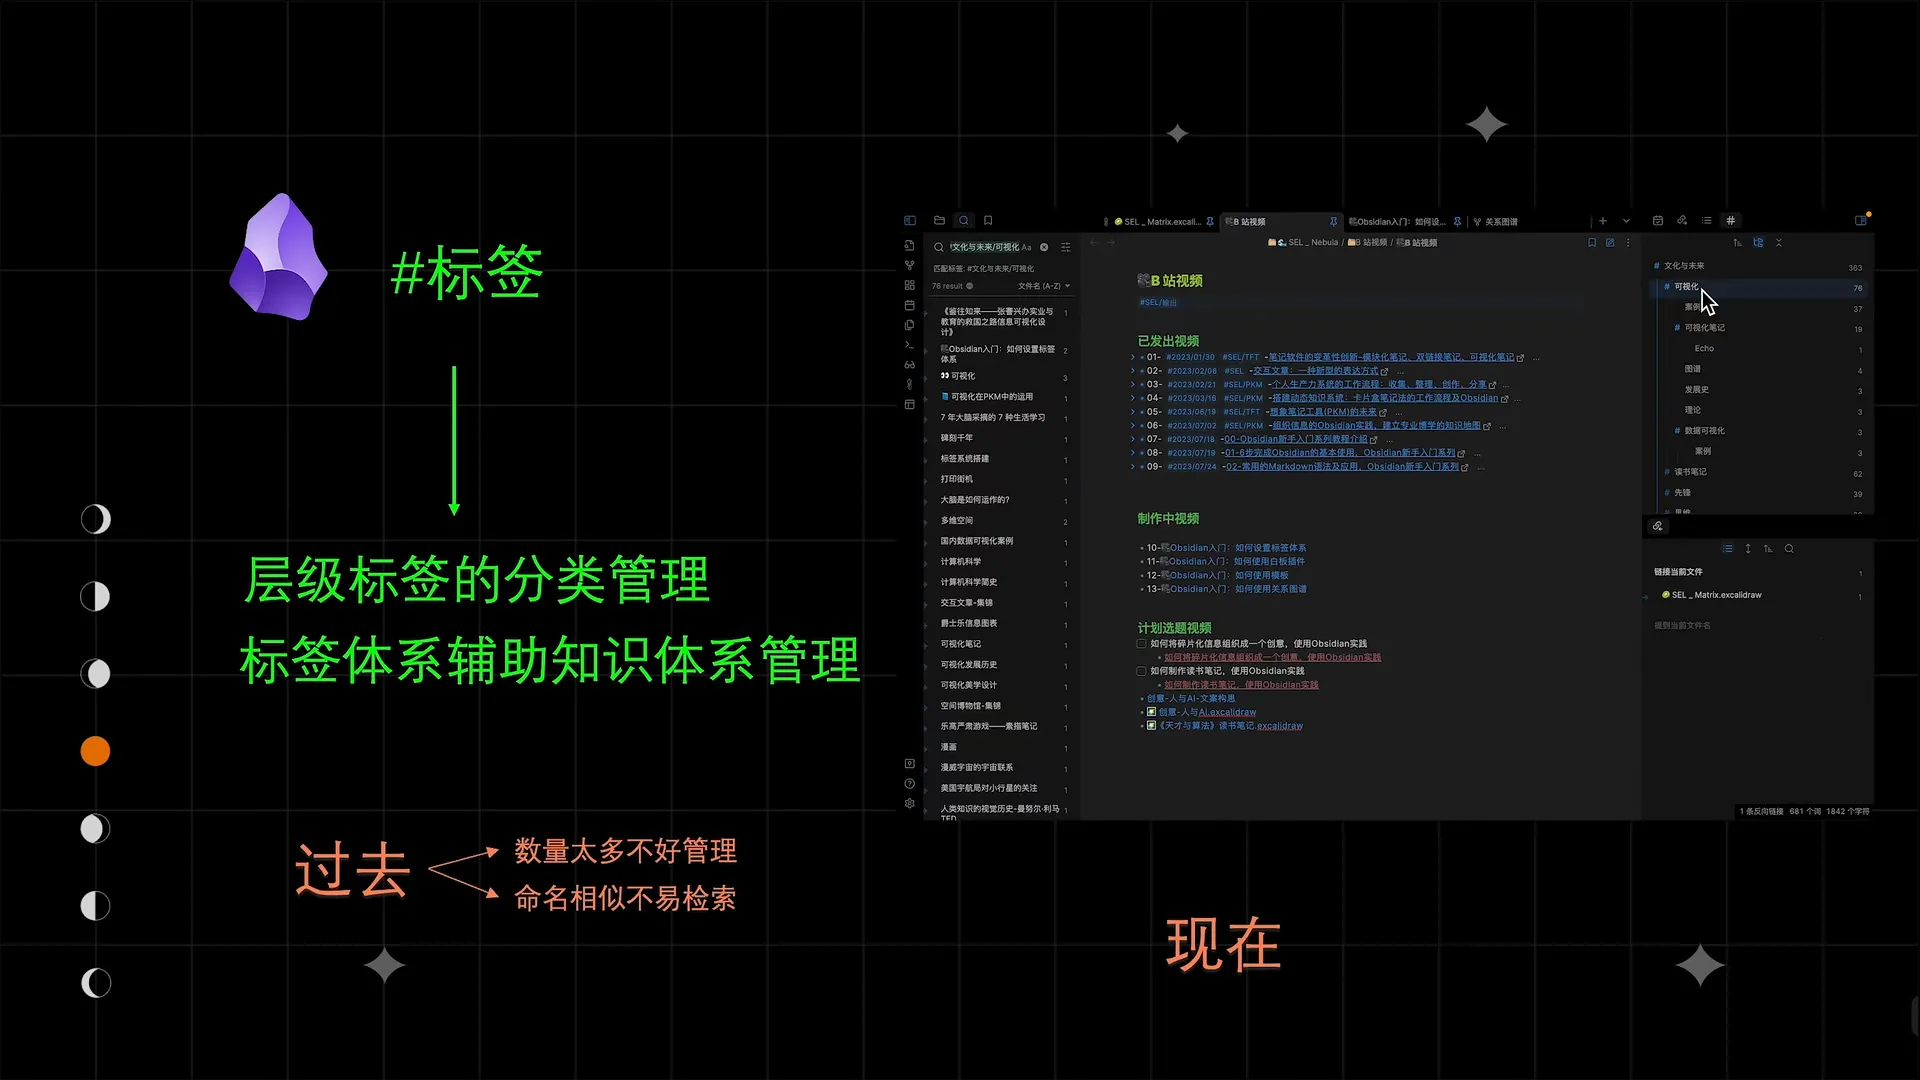 #标签
层级标签的分类管理
标签体系辅助知识体系管理
过去
数量太多不好管理
命名相似不易检索
现在
SEL _ Matrix.excali...
B 站视频
Obsidian入门：如何设...
关系图谱
文化与未来/可视化
Aa
匹配标签: #文化与未来/可视化
76 result
文件名 (A-Z)
《鉴往知来——张謇兴办实业与教育的救国之路信息可视化设计》 1
Obsidian入门：如何设置标签体系 2
可视化 3
可视化在PKM中的运用 1
7 年大脑采摘的 7 种生活学习 1
碑刻千年 1
标签系统搭建 1
打印街机 1
大脑是如何运作的? 1
多维空间 2
国内数据可视化案例 1
计算机科学 1
计算机科学简史 1
交互文章-集锦 1
爵士乐信息图表 1
可视化笔记 1
可视化发展历史 1
可视化美学设计 1
空间博物馆-集锦 1
乐高严肃游戏——素描笔记 1
漫画 1
漫威宇宙的宇宙联系 1
美国宇航局对小行星的关注 1
人类知识的视觉历史-曼努尔·利马 1
TED
SEL _ Nebula / B 站视频 / B 站视频
B 站视频
#SEL/输出
已发出视频
01- #2023/01/30 #SEL/TFT -笔记软件的变革性创新-模块化笔记、双链接笔记、可视化笔记 ...
02- #2023/02/06 #SEL -交互文章：一种新型的表达方式 ...
03- #2023/02/21 #SEL/PKM -个人生产力系统的工作流程：收集、整理、创作、分享 ...
04- #2023/03/16 #SEL/PKM -搭建动态知识系统：卡片盒笔记法的工作流程及Obsidian ...
05- #2023/06/19 #SEL/TFT -想象笔记工具(PKM)的未来 ...
06- #2023/07/02 #SEL/PKM -组织信息的Obsidian实践，建立专业博学的知识地图 ...
07- #2023/07/18 -00-Obsidian新手入门系列教程介绍 ...
08- #2023/07/19 -01-6步完成Obsidian的基本使用，Obsidian新手入门系列 ...
09- #2023/07/24 -02-常用的Markdown语法及应用，Obsidian新手入门系列 ...
制作中视频
10-Obsidian入门：如何设置标签体系
11-Obsidian入门：如何使用白板插件
12-Obsidian入门：如何使用模板
13-Obsidian入门：如何使用关系图谱
计划选题视频
如何将碎片化信息组织成一个创意，使用Obsidian实践
如何将碎片化信息组织成一个创意，使用Obsidian实践
如何制作读书笔记，使用Obsidian实践
如何制作读书笔记，使用Obsidian实践
创意-人与AI-文案构思
创意-人与AI.excalidraw
《天才与算法》读书笔记.excalidraw
# 文化与未来 363
# 可视化 76
案例 37
# 可视化笔记 19
Echo 1
图谱 4
发展史 3
理论 3
# 数据可视化 3
案例 3
# 读书笔记 62
# 先锋 39
链接当前文件 1
SEL _ Matrix.excalidraw 1
提到当前文件名
1 条反向链接 681 个词 1842 个字符